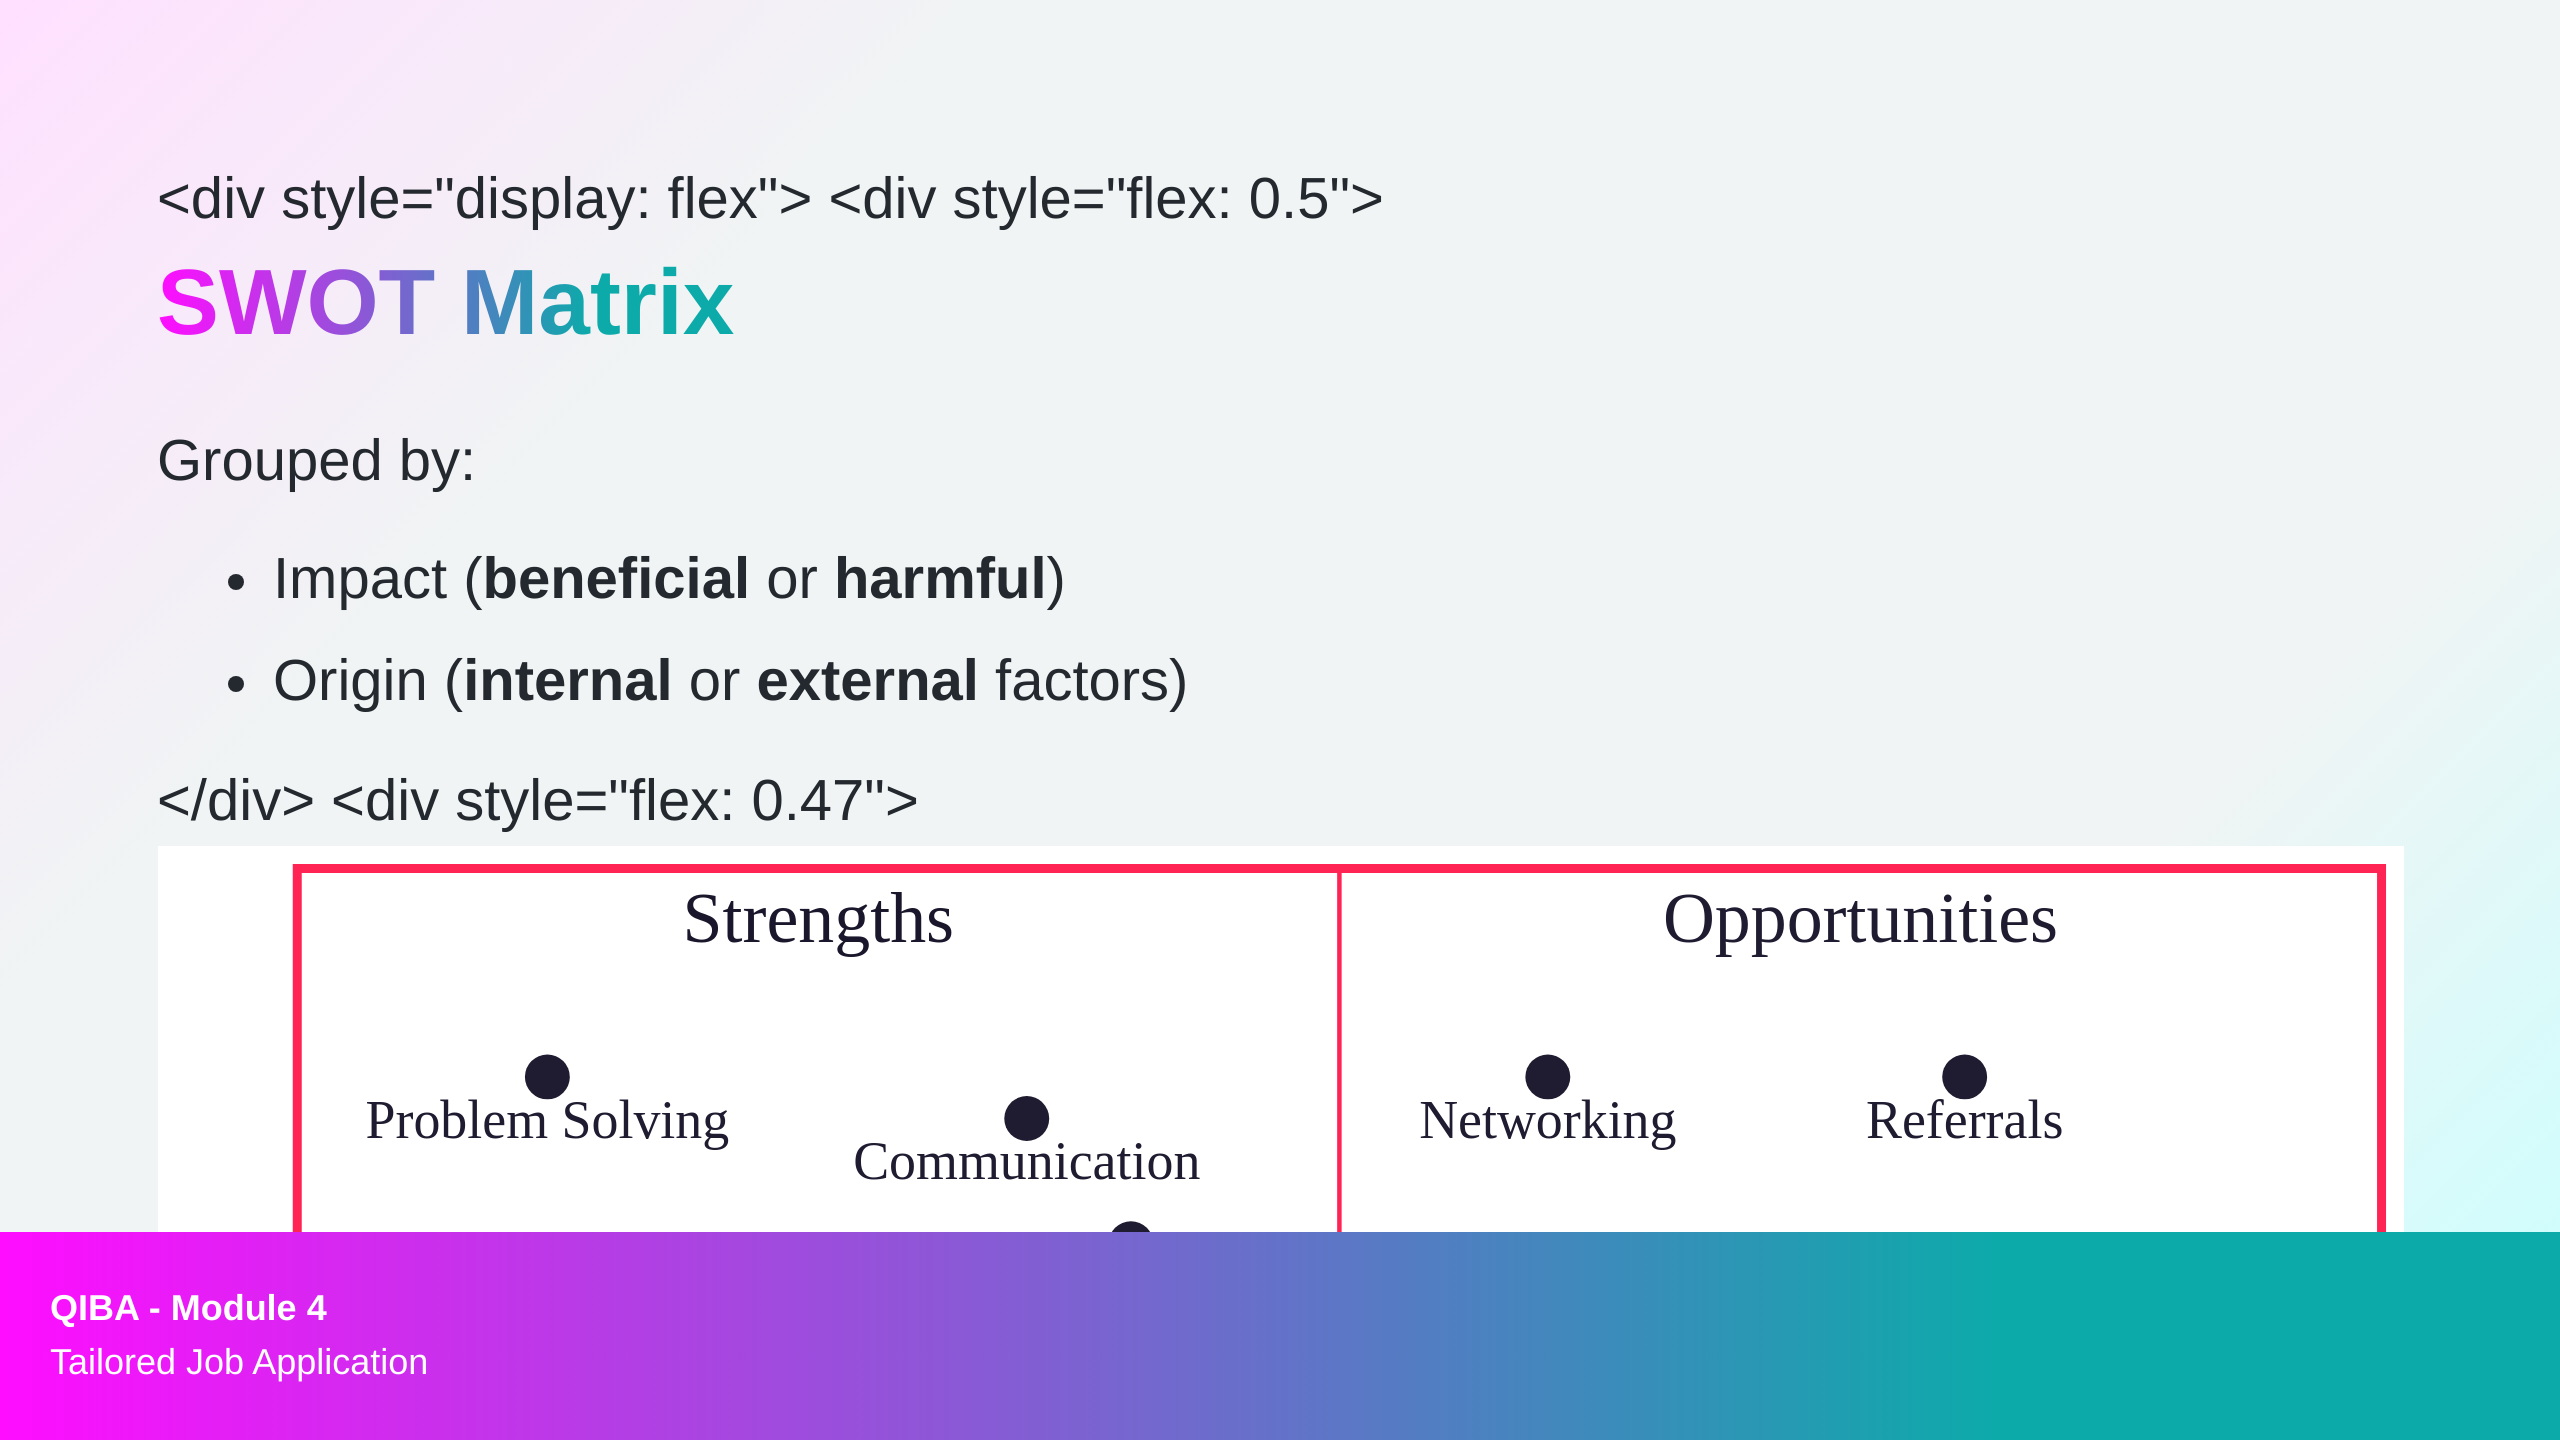 <div style="display: flex"> <div style="flex: 0.5">
SWOT Matrix
Grouped by:
• Impact (beneficial or harmful)
• Origin (internal or external factors)
</div> <div style="flex: 0.47">
Strengths
Opportunities
Problem Solving
Communication
Networking
Referrals
QIBA - Module 4
Tailored Job Application